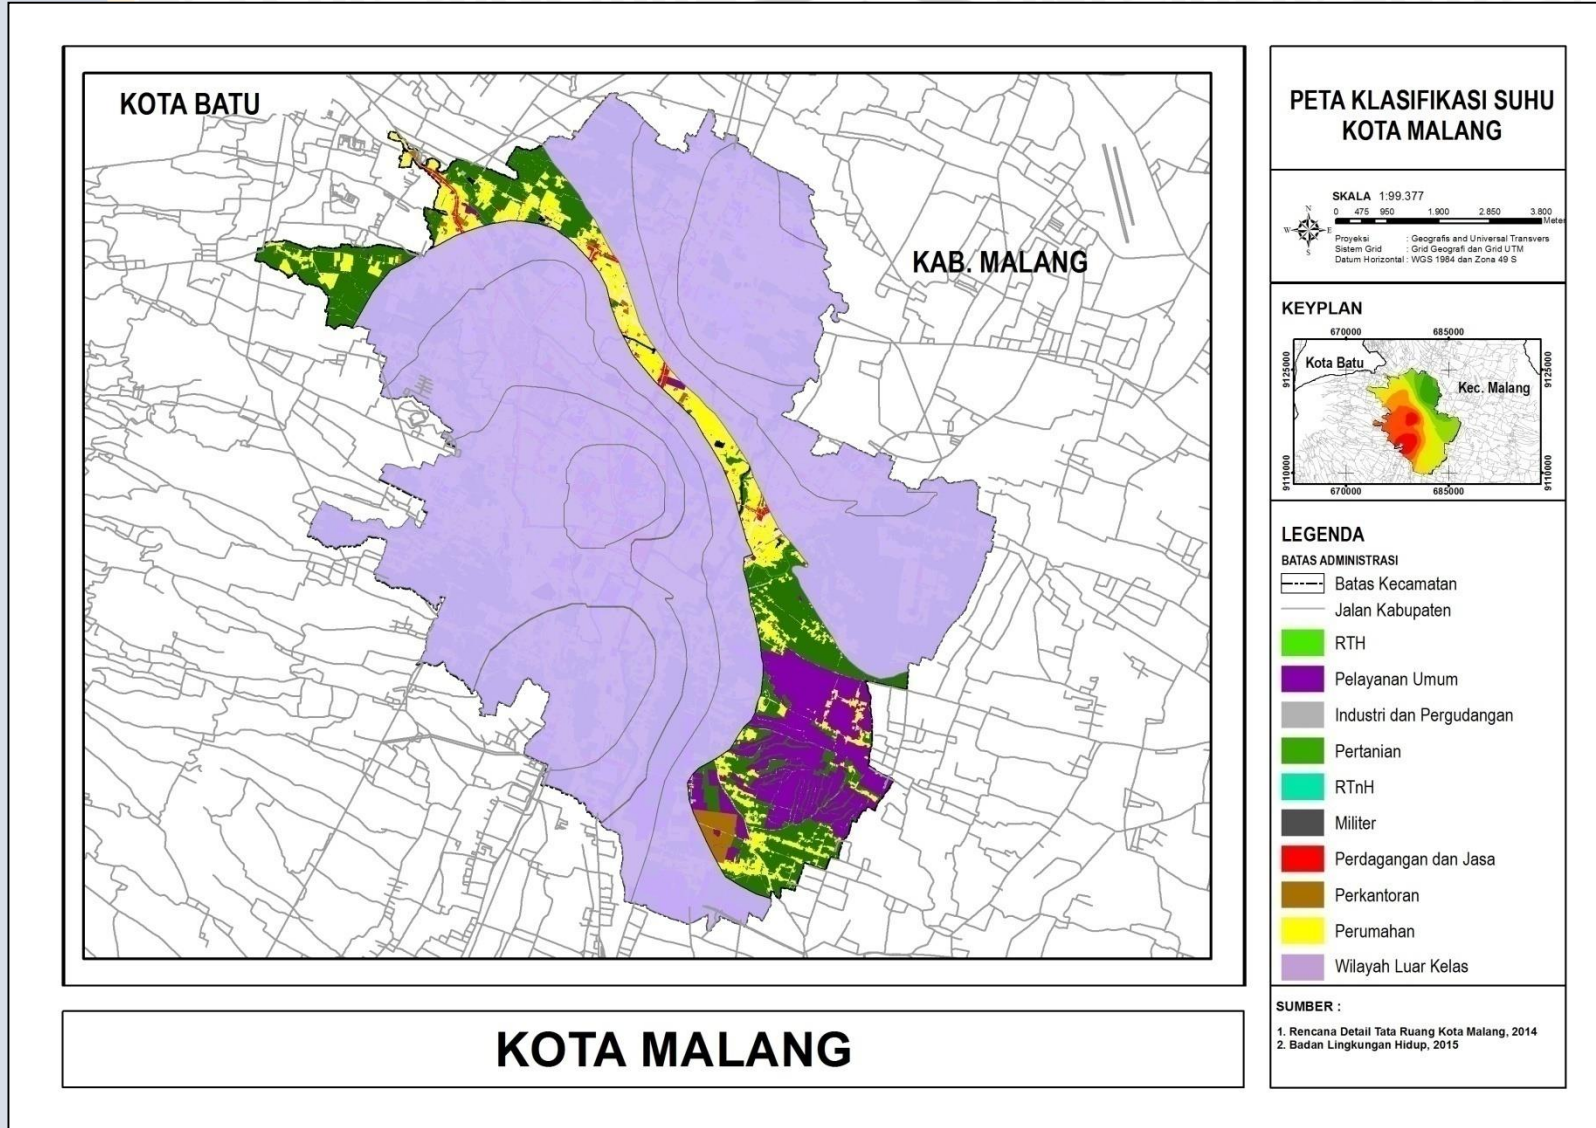 KOTA BATU
KAB. MALANG
KOTA MALANG
PETA KLASIFIKASI SUHU
KOTA MALANG
SKALA 1:99.377
0 475 950 1.900 2.850 3.800
Meter
N
W E
S
Proyeksi : Geografis and Universal Transvers
Sistem Grid : Grid Geografi dan Grid UTM
Datum Horizontal : WGS 1984 dan Zona 49 S
KEYPLAN
670000 685000
9125000 9125000
Kota Batu
Kec. Malang
9110000 9110000
670000 685000
LEGENDA
BATAS ADMINISTRASI
Batas Kecamatan
Jalan Kabupaten
RTH
Pelayanan Umum
Industri dan Pergudangan
Pertanian
RTnH
Militer
Perdagangan dan Jasa
Perkantoran
Perumahan
Wilayah Luar Kelas
SUMBER :
1. Rencana Detail Tata Ruang Kota Malang, 2014
2. Badan Lingkungan Hidup, 2015